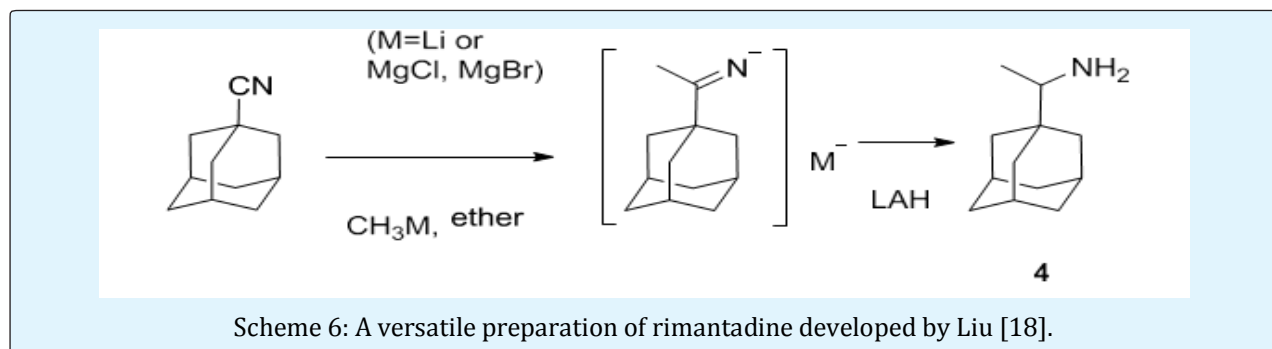 (M=Li or
MgCl, MgBr)
CN
N⁻
NH₂
M⁻
LAH
CH₃M, ether
4
Scheme 6: A versatile preparation of rimantadine developed by Liu [18].